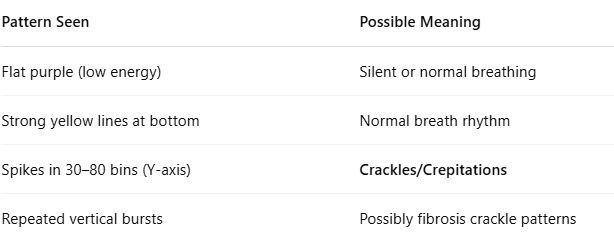 Pattern Seen Possible Meaning
Flat purple (low energy) Silent or normal breathing
Strong yellow lines at bottom Normal breath rhythm
Spikes in 30–80 bins (Y-axis) Crackles/Crepitations
Repeated vertical bursts Possibly fibrosis crackle patterns